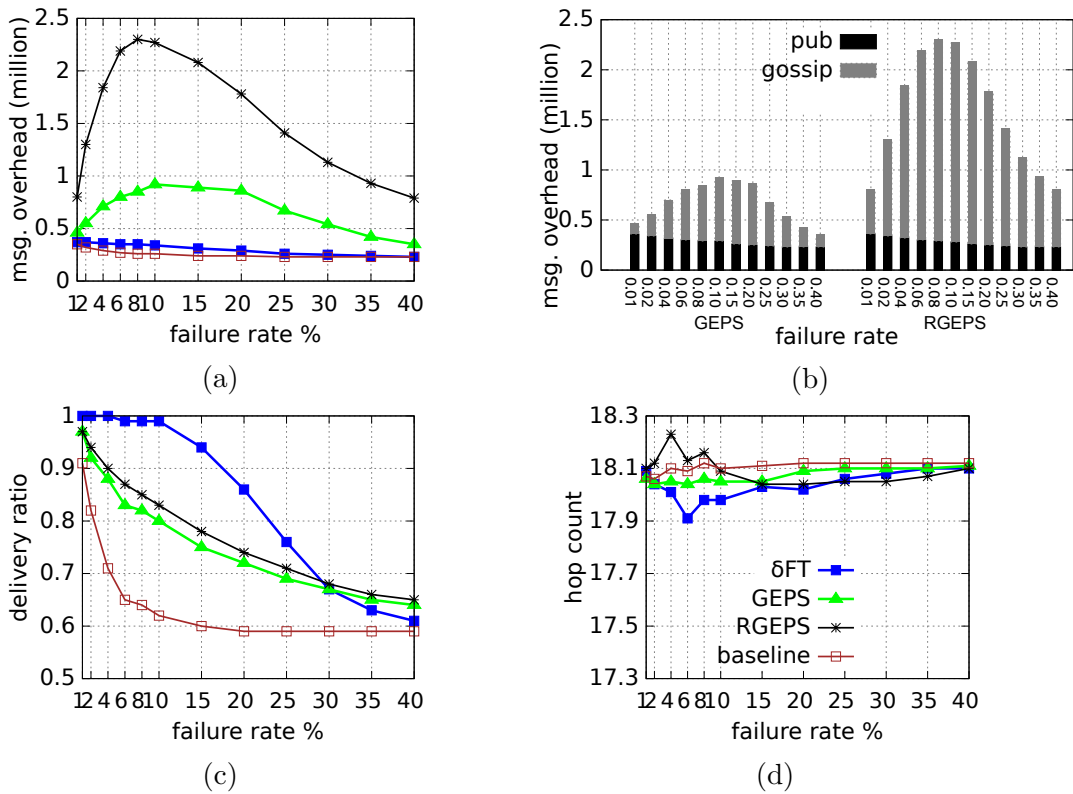 2.5
2
1.5
1
0.5
0
msg. overhead (million)
1 2 4 6 8 10 15 20 25 30 35 40
failure rate %
(a)
2.5
2
1.5
1
0.5
0
msg. overhead (million)
pub
gossip
0.01 0.02 0.04 0.06 0.08 0.10 0.15 0.20 0.25 0.30 0.35 0.40
0.01 0.02 0.04 0.06 0.08 0.10 0.15 0.20 0.25 0.30 0.35 0.40
GEPS
RGEPS
failure rate
(b)
1
0.9
0.8
0.7
0.6
0.5
delivery ratio
1 2 4 6 8 10 15 20 25 30 35 40
failure rate %
(c)
18.3
18.1
17.9
17.7
17.5
17.3
hop count
δFT
GEPS
RGEPS
baseline
1 2 4 6 8 10 15 20 25 30 35 40
failure rate %
(d)